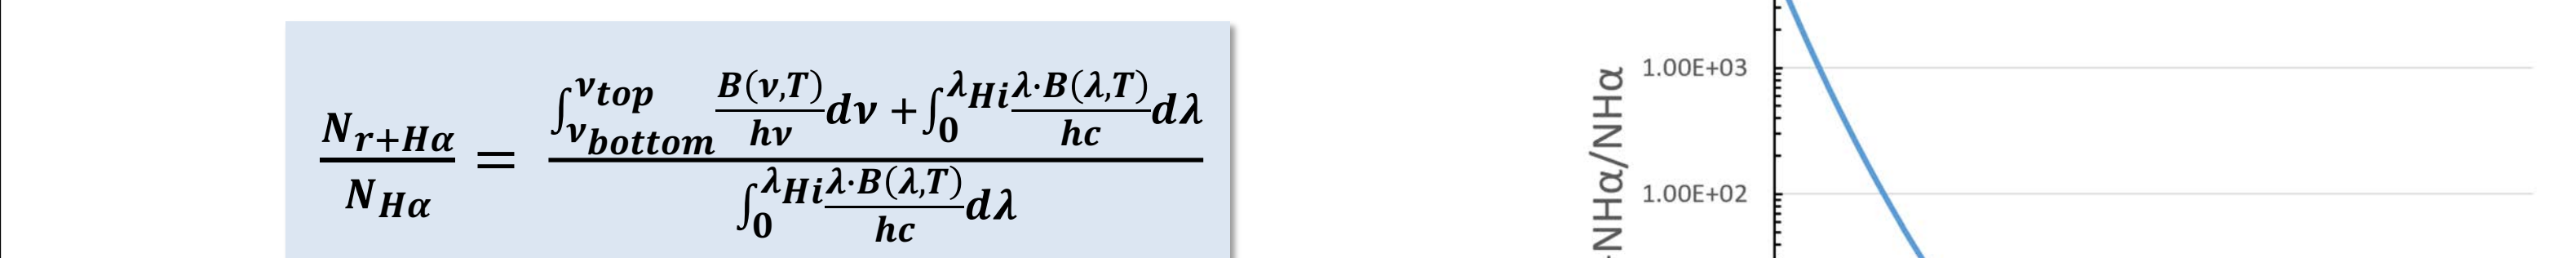 N_{r+Hα} / N_{Hα} = (∫_{ν_{bottom}}^{ν_{top}} B(ν,T)/hν dν + ∫_0^{λ_{Hi}} λ·B(λ,T)/hc dλ) / (∫_0^{λ_{Hi}} λ·B(λ,T)/hc dλ)
NHα/NHα
1.00E+03
1.00E+02